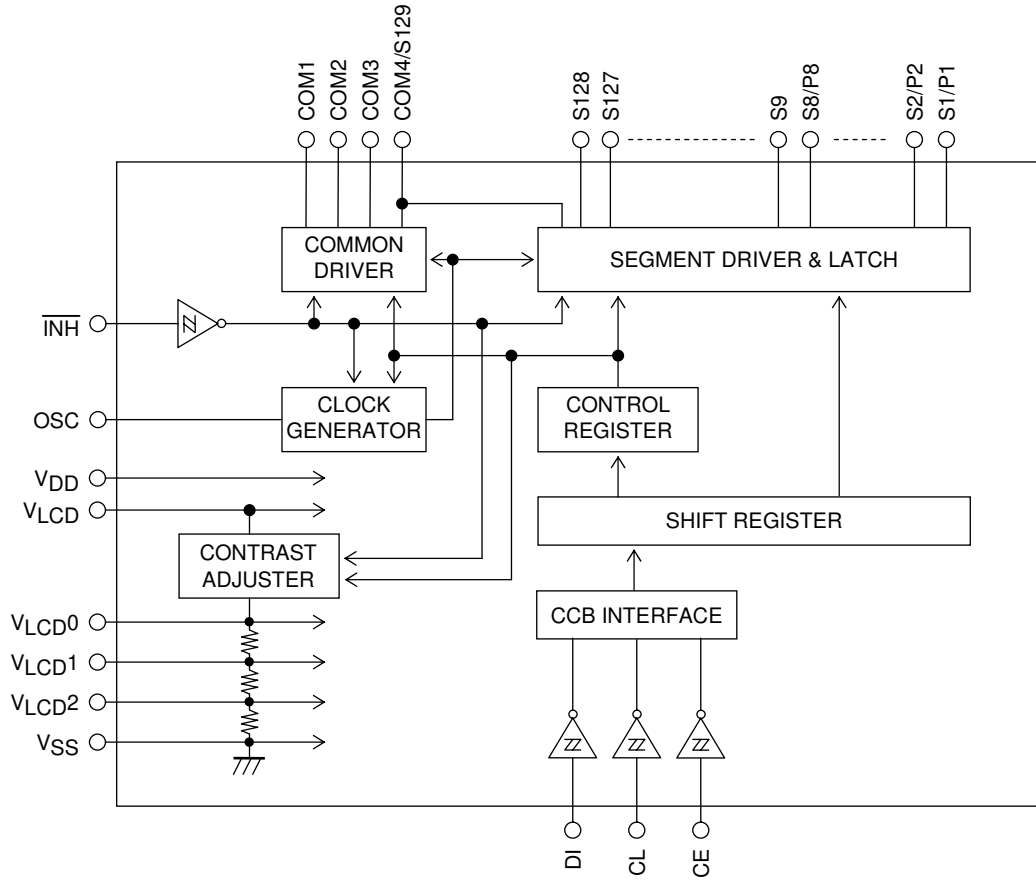 COM1
COM2
COM3
COM4/S129
S128
S127
S9
S8/P8
S2/P2
S1/P1
COMMON
DRIVER
SEGMENT DRIVER & LATCH
INH
OSC
CLOCK
GENERATOR
CONTROL
REGISTER
VDD
VLCD
SHIFT REGISTER
CONTRAST
ADJUSTER
CCB INTERFACE
VLCD0
VLCD1
VLCD2
VSS
DI
CL
CE